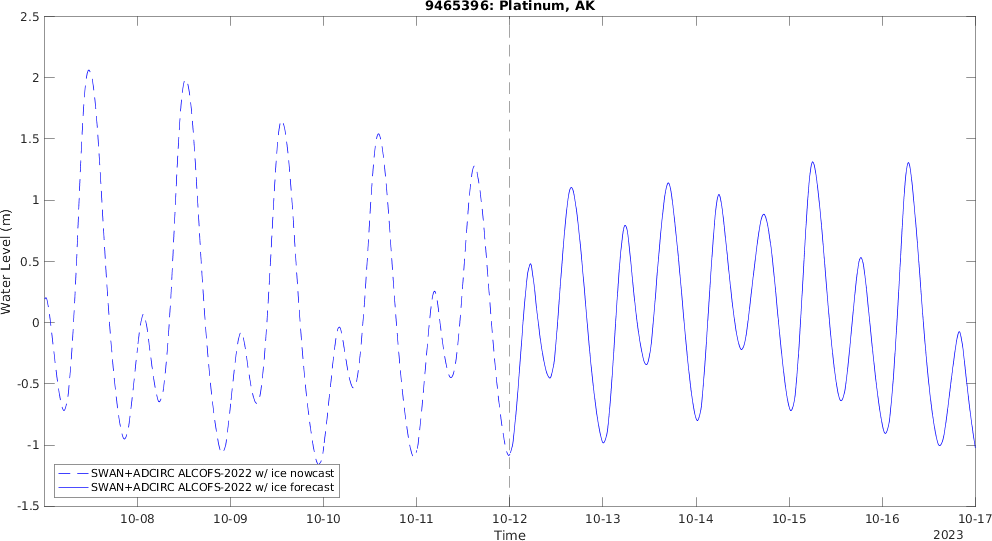 9465396: Platinum, AK
2.5
2
1.5
1
0.5
0
-0.5
-1
-1.5
Water Level (m)
SWAN+ADCIRC ALCOFS-2022 w/ ice nowcast
SWAN+ADCIRC ALCOFS-2022 w/ ice forecast
10-08 10-09 10-10 10-11 10-12 10-13 10-14 10-15 10-16 10-17
Time
2023